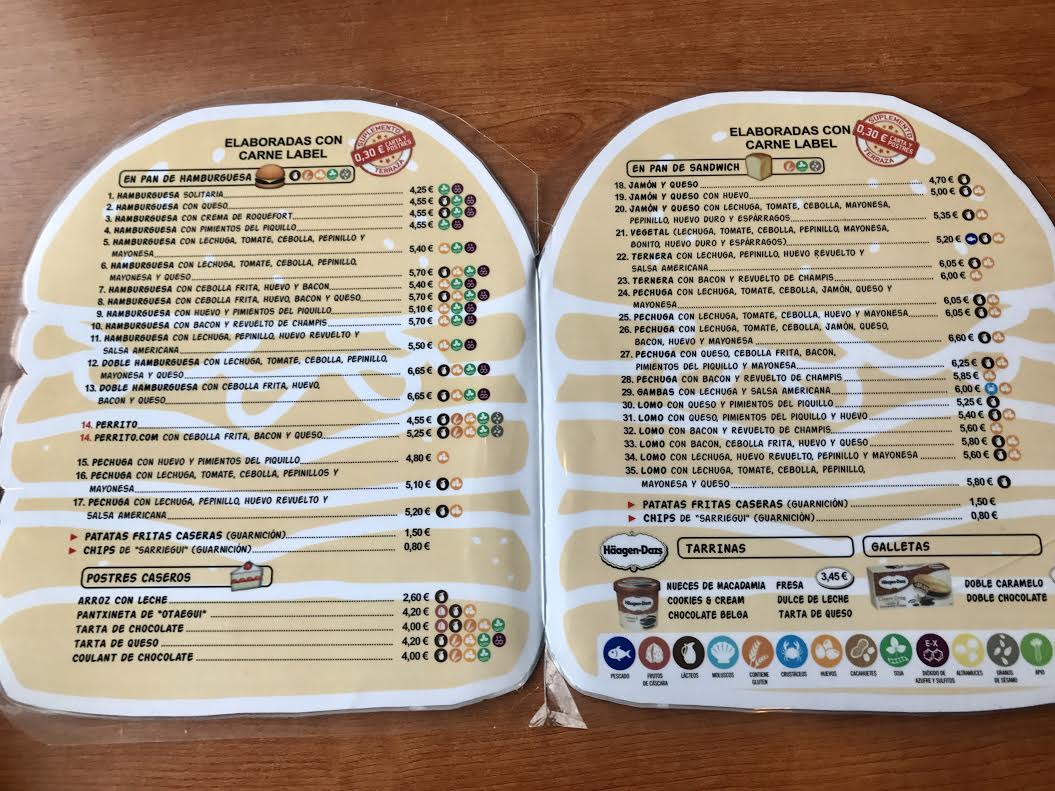 ELABORADAS CON
CARNE LABEL
SUPLEMENTO
0,30 € CARTA Y POSTRES
TERRAZA
EN PAN DE HAMBURGUESA
1. HAMBURGUESA SOLITARIA 4,25 €
2. HAMBURGUESA CON QUESO 4,55 €
3. HAMBURGUESA CON CREMA DE ROQUEFORT 4,55 €
4. HAMBURGUESA CON PIMIENTOS DEL PIQUILLO 4,55 €
5. HAMBURGUESA CON LECHUGA, TOMATE, CEBOLLA, PEPINILLO Y
MAYONESA 5,40 €
6. HAMBURGUESA CON LECHUGA, TOMATE, CEBOLLA, PEPINILLO,
MAYONESA Y QUESO 5,70 €
7. HAMBURGUESA CON CEBOLLA FRITA, HUEVO Y BACON 5,40 €
8. HAMBURGUESA CON CEBOLLA FRITA, HUEVO, BACON Y QUESO 5,70 €
9. HAMBURGUESA CON HUEVO Y PIMIENTOS DEL PIQUILLO 5,10 €
10. HAMBURGUESA CON BACON Y REVUELTO DE CHAMPIS 5,70 €
11. HAMBURGUESA CON LECHUGA, PEPINILLO, HUEVO REVUELTO Y
SALSA AMERICANA 5,50 €
12. DOBLE HAMBURGUESA CON LECHUGA, TOMATE, CEBOLLA, PEPINILLO,
MAYONESA Y QUESO 6,65 €
13. DOBLE HAMBURGUESA CON CEBOLLA FRITA, HUEVO,
BACON Y QUESO 6,65 €
14. PERRITO 4,55 €
14. PERRITO.COM CON CEBOLLA FRITA, BACON Y QUESO 5,25 €
15. PECHUGA CON HUEVO Y PIMIENTOS DEL PIQUILLO 4,80 €
16. PECHUGA CON LECHUGA, TOMATE, CEBOLLA, PEPINILLOS Y
MAYONESA 5,10 €
17. PECHUGA CON LECHUGA, PEPINILLO, HUEVO REVUELTO Y
SALSA AMERICANA 5,20 €
PATATAS FRITAS CASERAS (GUARNICIÓN) 1,50 €
CHIPS DE "SARRIEGUI" (GUARNICIÓN) 0,80 €
POSTRES CASEROS
ARROZ CON LECHE 2,60 €
PANTXINETA DE "OTAEGUI" 4,20 €
TARTA DE CHOCOLATE 4,00 €
TARTA DE QUESO 4,20 €
COULANT DE CHOCOLATE 4,00 €
ELABORADAS CON
CARNE LABEL
SUPLEMENTO
0,30 € CARTA Y POSTRES
TERRAZA
EN PAN DE SANDWICH
18. JAMÓN Y QUESO 4,70 €
19. JAMÓN Y QUESO CON HUEVO 5,00 €
20. JAMÓN Y QUESO CON LECHUGA, TOMATE, CEBOLLA, MAYONESA,
PEPINILLO, HUEVO DURO Y ESPÁRRAGOS 5,35 €
21. VEGETAL (LECHUGA, TOMATE, CEBOLLA, PEPINILLO, MAYONESA,
BONITO, HUEVO DURO Y ESPÁRRAGOS) 5,20 €
22. TERNERA CON LECHUGA, PEPINILLO, HUEVO REVUELTO Y
SALSA AMERICANA 6,05 €
23. TERNERA CON BACON Y REVUELTO DE CHAMPIS 6,00 €
24. PECHUGA CON LECHUGA, TOMATE, CEBOLLA, JAMÓN, QUESO Y
MAYONESA 6,05 €
25. PECHUGA CON LECHUGA, TOMATE, CEBOLLA, HUEVO Y MAYONESA 6,05 €
26. PECHUGA CON LECHUGA, TOMATE, CEBOLLA, JAMÓN, QUESO,
BACON, HUEVO Y MAYONESA 6,60 €
27. PECHUGA CON QUESO, CEBOLLA FRITA, BACON,
PIMIENTOS DEL PIQUILLO Y MAYONESA 6,25 €
28. PECHUGA CON BACON Y REVUELTO DE CHAMPIS 5,85 €
29. GAMBAS CON LECHUGA Y SALSA AMERICANA 6,00 €
30. LOMO CON QUESO Y PIMIENTOS DEL PIQUILLO 5,25 €
31. LOMO CON QUESO, PIMIENTOS DEL PIQUILLO Y HUEVO 5,40 €
32. LOMO CON BACON Y REVUELTO DE CHAMPIS 5,60 €
33. LOMO CON BACON, CEBOLLA FRITA, HUEVO Y QUESO 5,80 €
34. LOMO CON LECHUGA, HUEVO REVUELTO, PEPINILLO Y MAYONESA 5,60 €
35. LOMO CON LECHUGA, TOMATE, CEBOLLA, PEPINILLO,
MAYONESA Y QUESO 5,80 €
PATATAS FRITAS CASERAS (GUARNICIÓN) 1,50 €
CHIPS DE "SARRIEGUI" (GUARNICIÓN) 0,80 €
Häagen-Dazs TARRINAS GALLETAS
NUECES DE MACADAMIA FRESA 3,45 € DOBLE CARAMELO
COOKIES & CREAM DULCE DE LECHE DOBLE CHOCOLATE
CHOCOLATE BELGA TARTA DE QUESO
Häagen-Dazs
Häagen-Dazs
E-X
PESCADO FRUTOS DE CÁSCARA LÁCTEOS MOLUSCOS CONTIENE GLUTEN CRUSTÁCEOS HUEVOS CACAHUETES SOJA DIÓXIDO DE AZUFRE Y SULFITOS ALTRAMUCES GRANOS DE SÉSAMO APIO